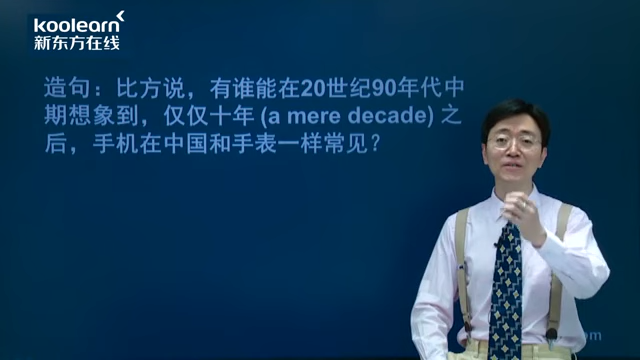 koolearn
新东方在线
造句：比方说，有谁能在20世纪90年代中
期想象到，仅仅十年 (a mere decade) 之
后，手机在中国和手表一样常见？